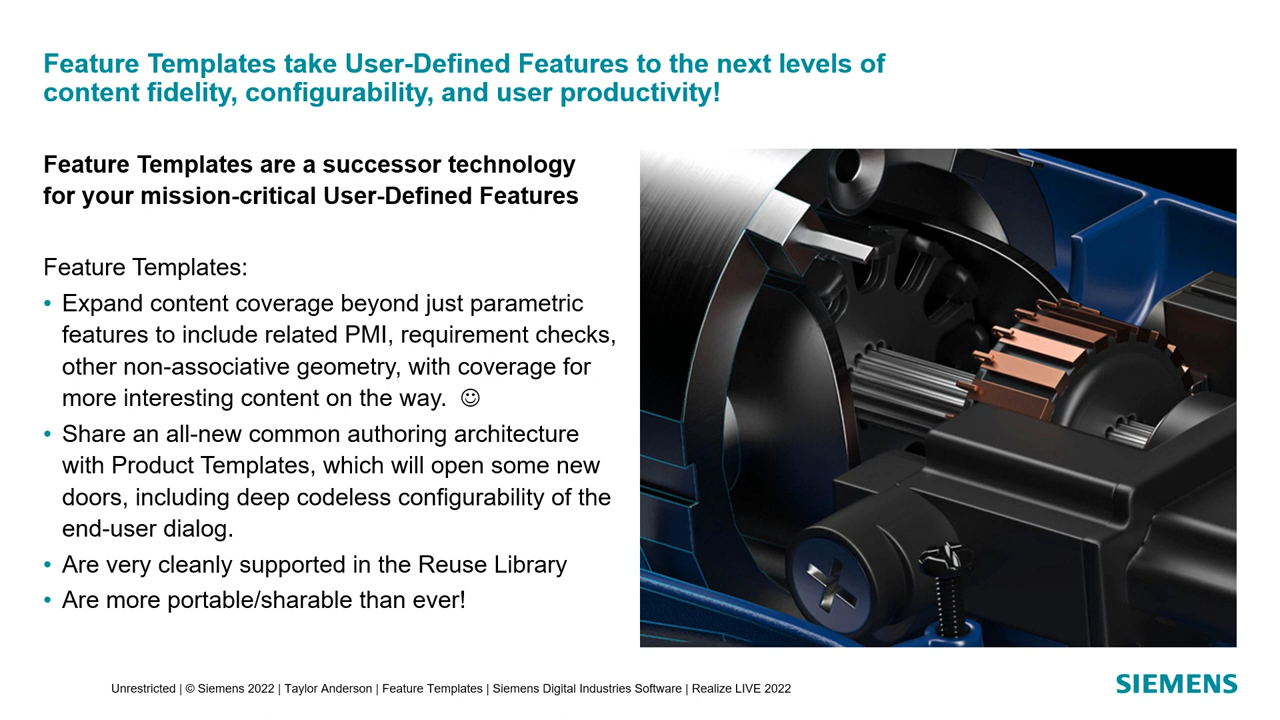 Feature Templates take User-Defined Features to the next levels of
content fidelity, configurability, and user productivity!
Feature Templates are a successor technology
for your mission-critical User-Defined Features
Feature Templates:
• Expand content coverage beyond just parametric
features to include related PMI, requirement checks,
other non-associative geometry, with coverage for
more interesting content on the way. ☺
• Share an all-new common authoring architecture
with Product Templates, which will open some new
doors, including deep codeless configurability of the
end-user dialog.
• Are very cleanly supported in the Reuse Library
• Are more portable/sharable than ever!
Unrestricted | © Siemens 2022 | Taylor Anderson | Feature Templates | Siemens Digital Industries Software | Realize LIVE 2022
SIEMENS